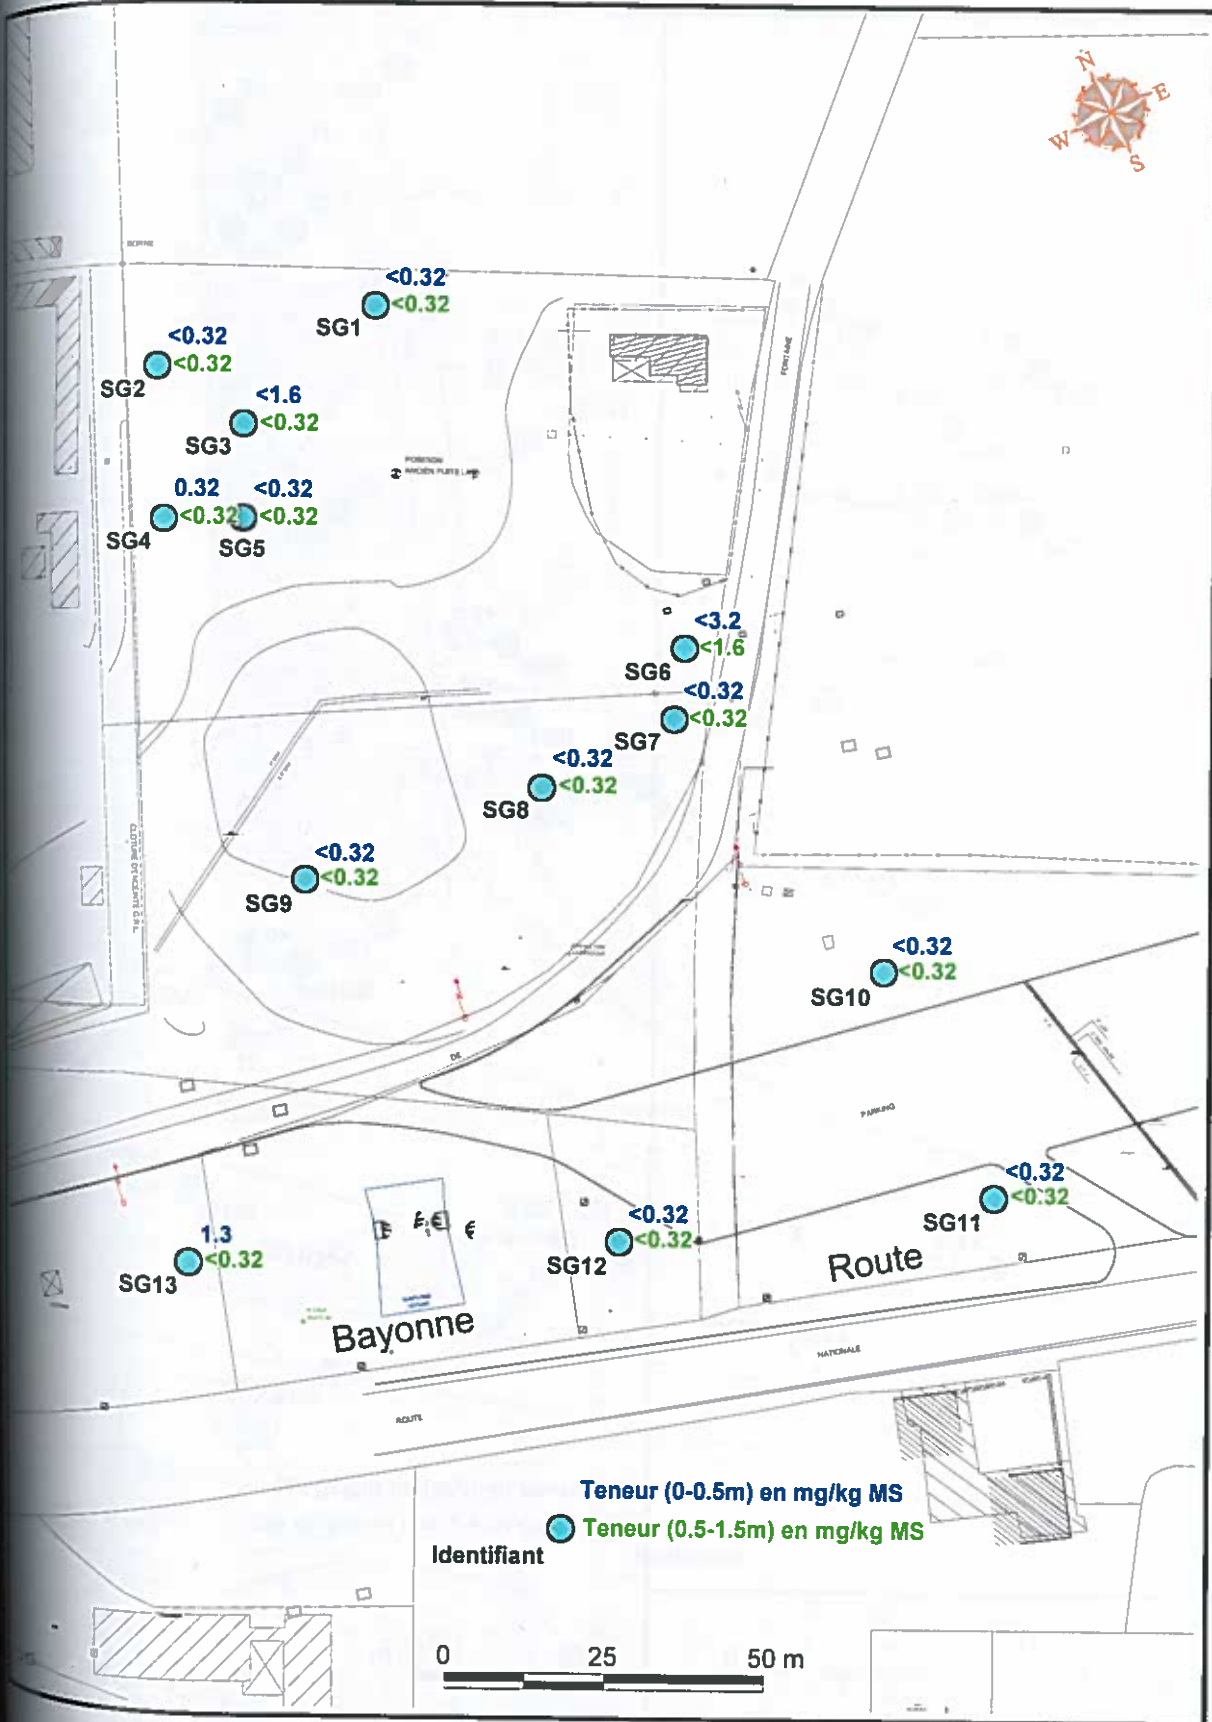 N
E
W
S
BORNE
<0.32
<0.32
SG1
<0.32
<0.32
SG2
<1.6
<0.32
SG3
FONTAINE
POSITION
0.32
<0.32
SG4
<0.32
<0.32
SG5
<3.2
<1.6
SG6
<0.32
<0.32
SG7
<0.32
<0.32
SG8
<0.32
<0.32
SG9
<0.32
<0.32
SG10
DE
PARKING
<0.32
<0.32
SG11
<0.32
<0.32
SG12
1.3
<0.32
SG13
Route
Bayonne
NATIONALE
ROUTE
Teneur (0-0.5m) en mg/kg MS
Teneur (0.5-1.5m) en mg/kg MS
Identifiant
0 25 50 m